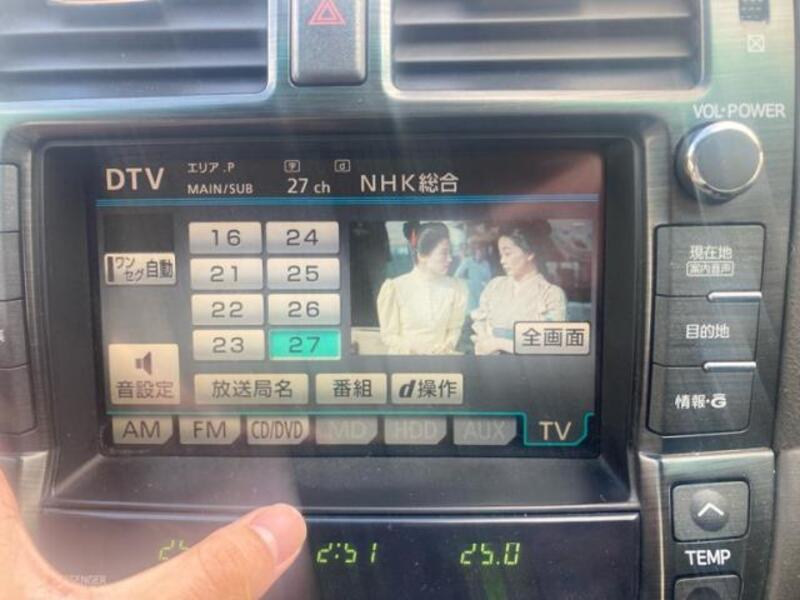 VOL・POWER
DTV エリア.P 字 d
MAIN/SUB 27 ch NHK総合
16 24
ワンセグ自動 21 25
22 26
23 27
全画面
音設定 放送局名 番組 d操作
AM FM CD/DVD MD HDD AUX TV
現在地
案内音声
目的地
情報・G
2:51 25.0
TEMP